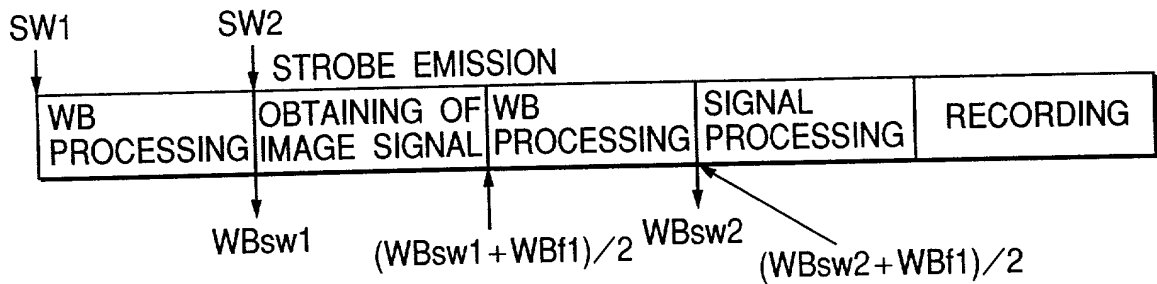 SW1
SW2
STROBE EMISSION
WB PROCESSING
OBTAINING OF IMAGE SIGNAL
WB PROCESSING
SIGNAL PROCESSING
RECORDING
WBsw1
(WBsw1+WBf1)/2
WBsw2
(WBsw2+WBf1)/2